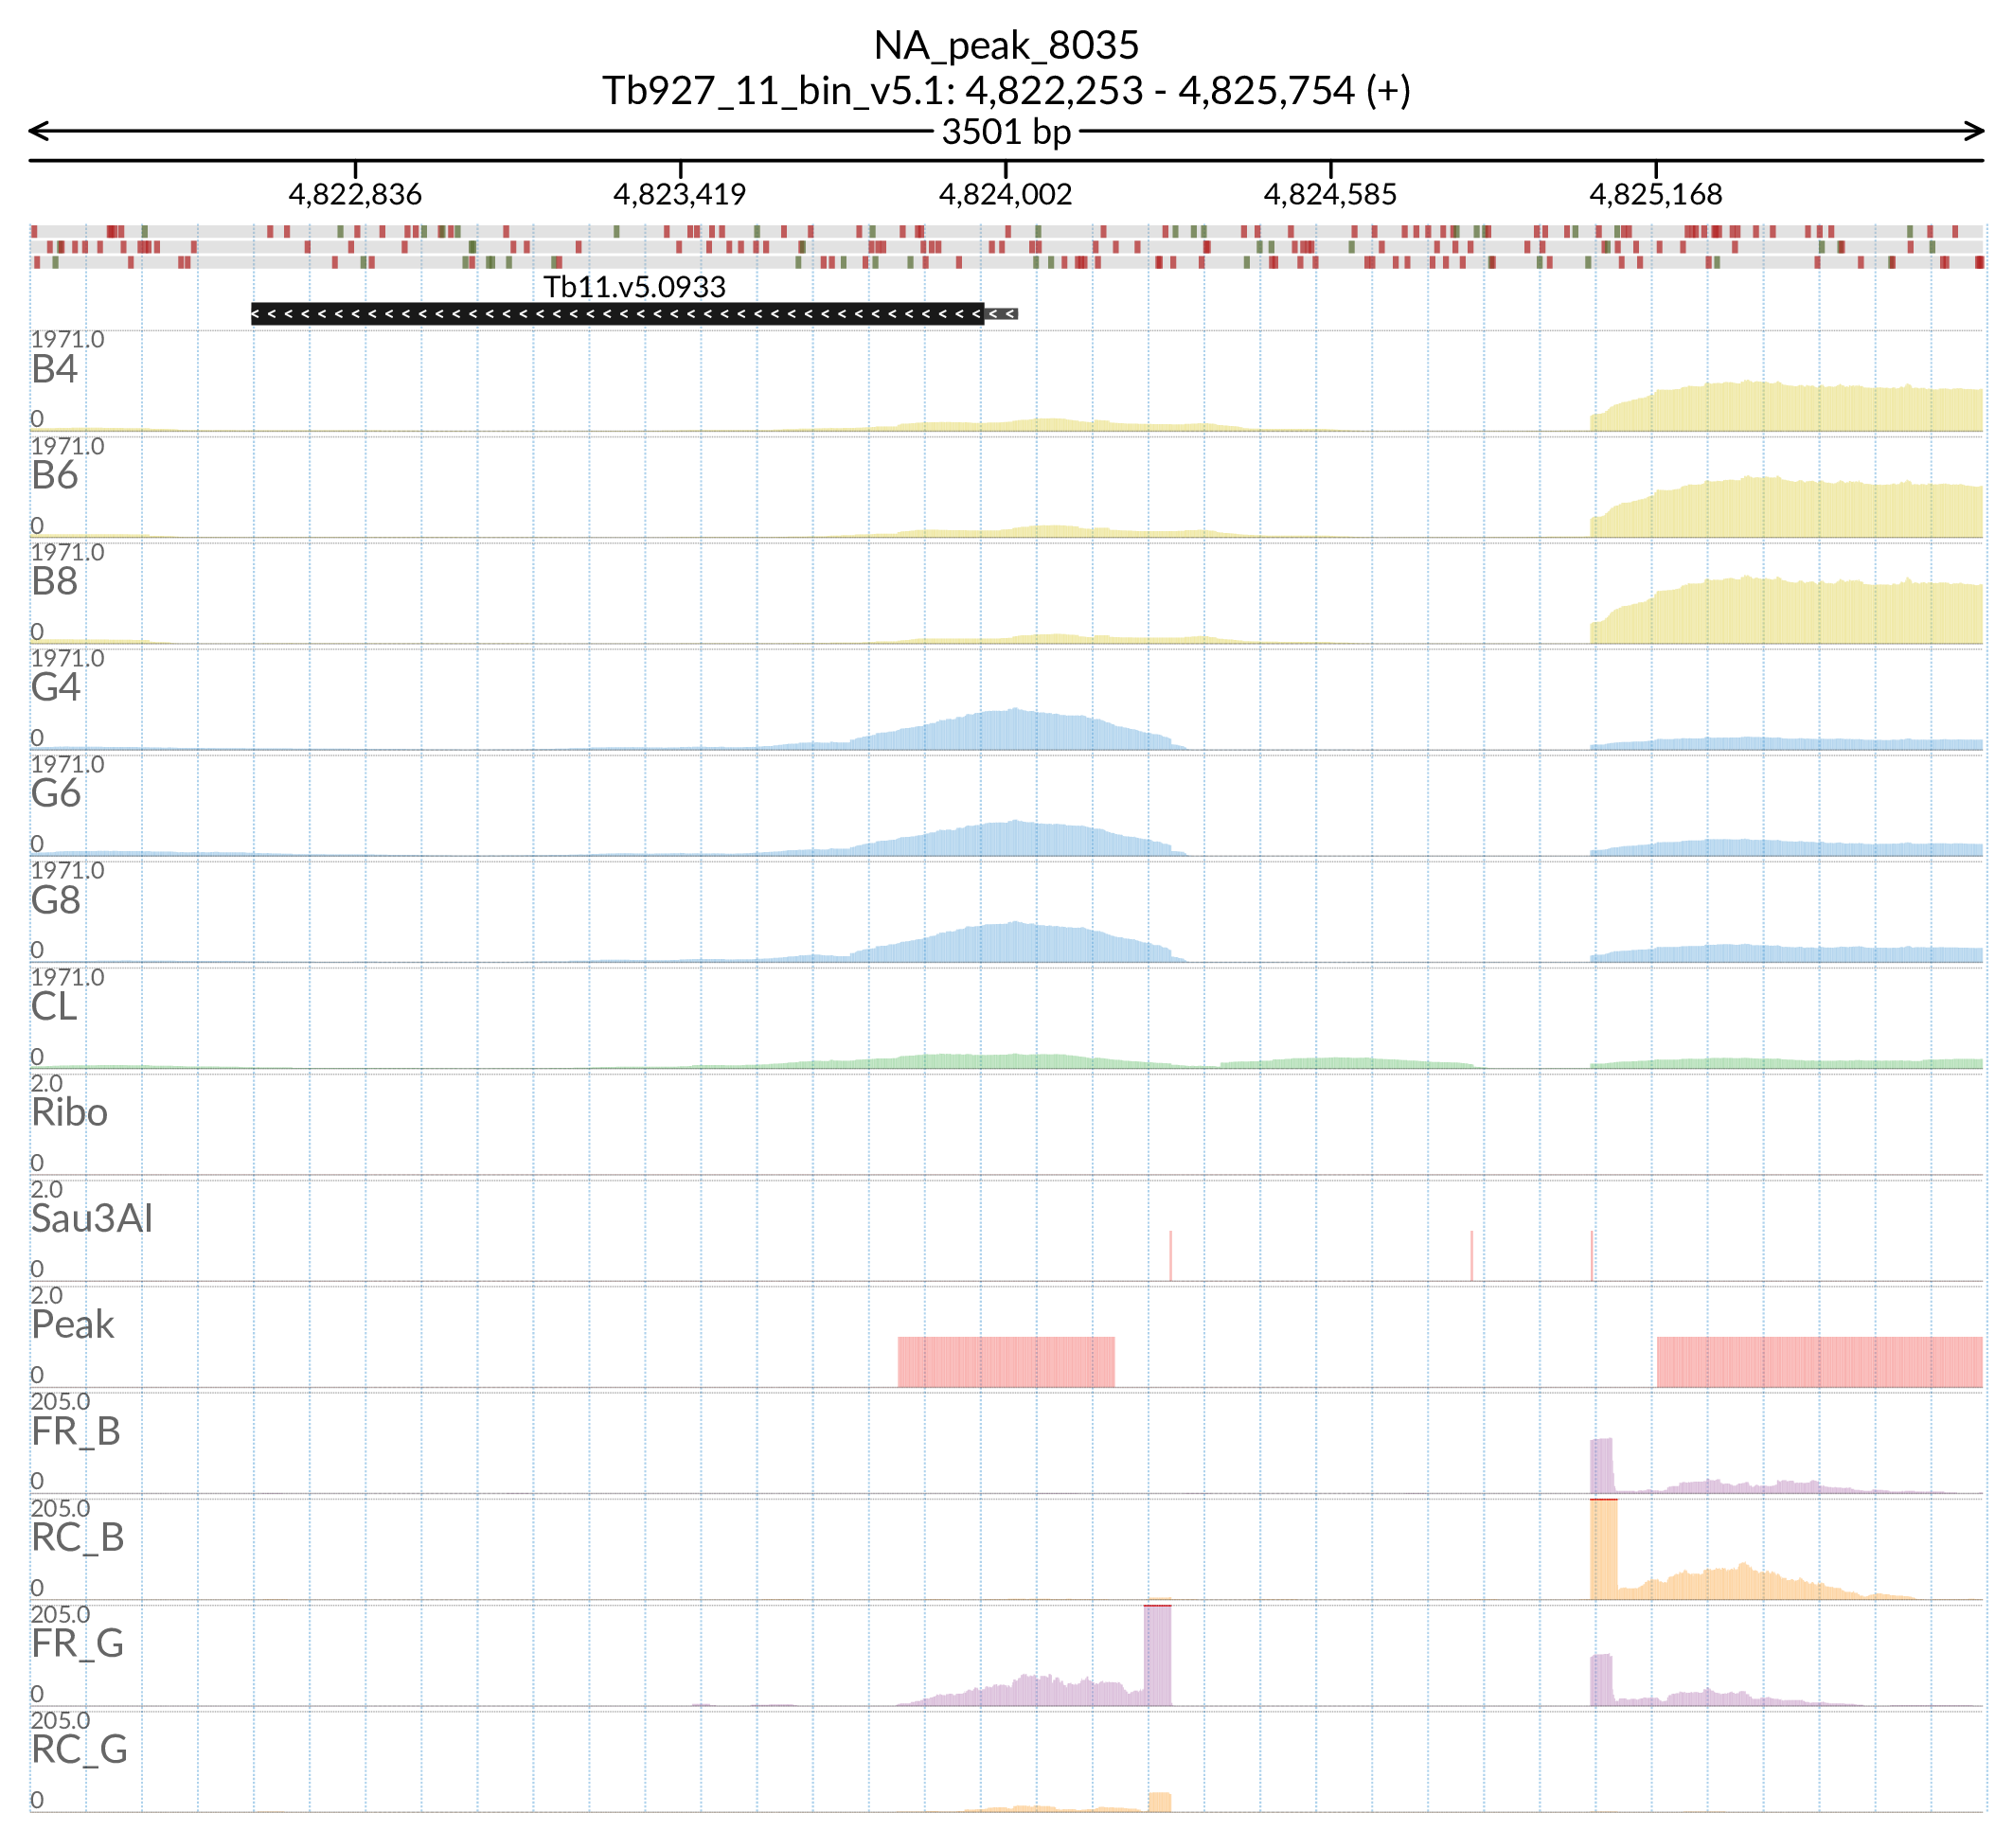 NA_peak_8035
Tb927_11_bin_v5.1: 4,822,253 - 4,825,754 (+)
3501 bp
4,822,836 4,823,419 4,824,002 4,824,585 4,825,168
Tb11.v5.0933
1971.0
B4
0
1971.0
B6
0
1971.0
B8
0
1971.0
G4
0
1971.0
G6
0
1971.0
G8
0
1971.0
CL
0
2.0
Ribo
0
2.0
Sau3AI
0
2.0
Peak
0
205.0
FR_B
0
205.0
RC_B
0
205.0
FR_G
0
205.0
RC_G
0